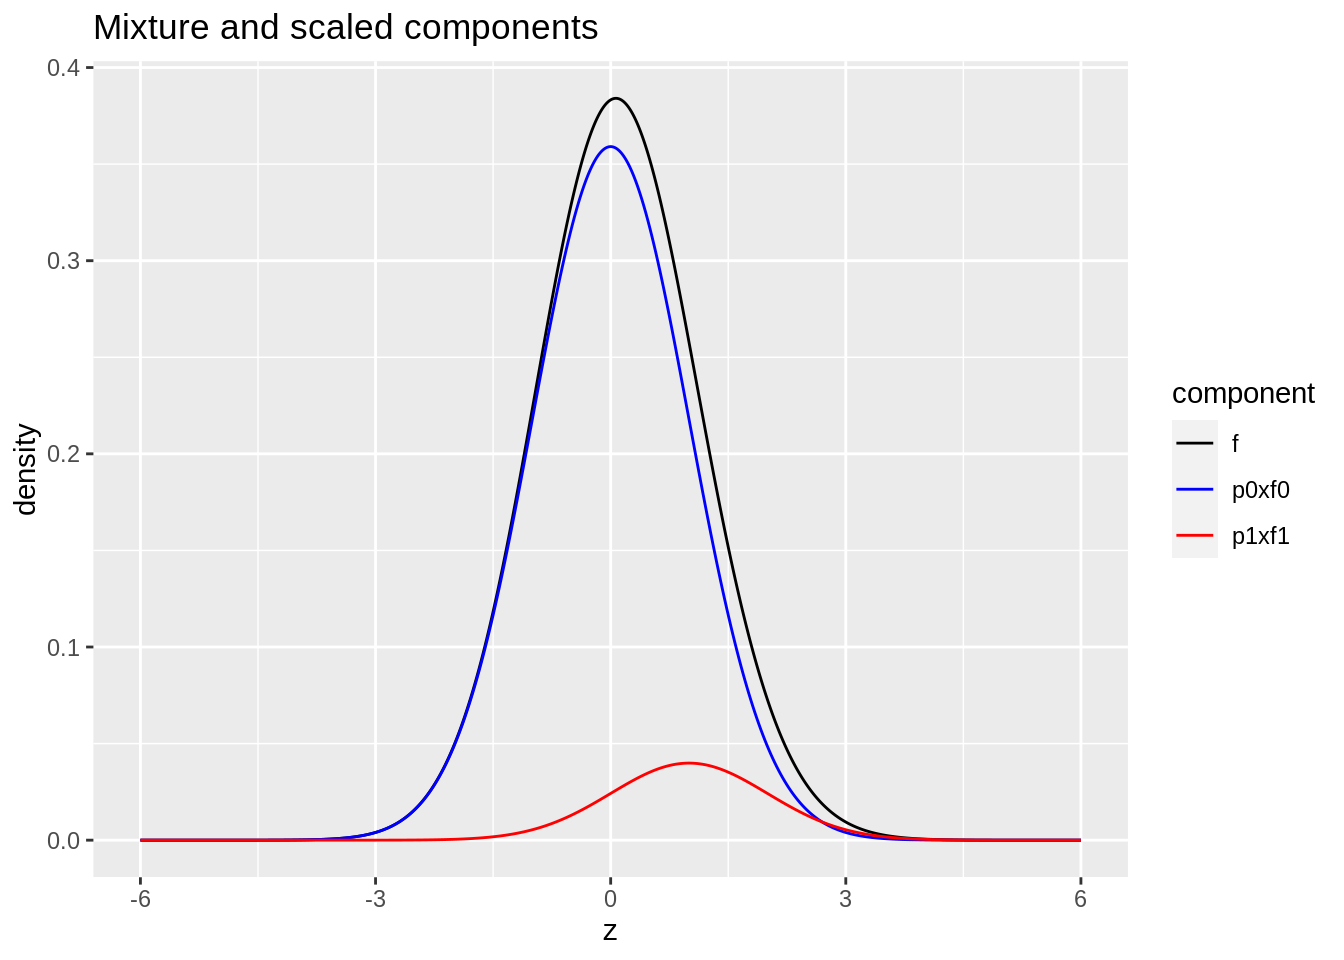 Mixture and scaled components
0.4
0.3
0.2
0.1
0.0
density
-6 -3 0 3 6
z
component
f
p0xf0
p1xf1